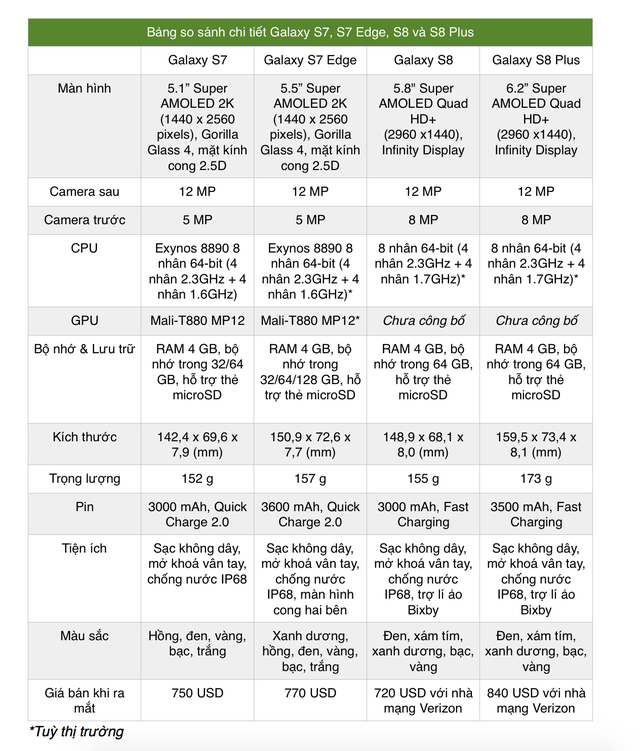 Bảng so sánh chi tiết Galaxy S7, S7 Edge, S8 và S8 Plus
Galaxy S7 Galaxy S7 Edge Galaxy S8 Galaxy S8 Plus
Màn hình 5.1” Super 5.5” Super 5.8" Super 6.2” Super
AMOLED 2K AMOLED 2K AMOLED Quad AMOLED Quad
(1440 x 2560 (1440 x 2560 HD+ HD+
pixels), Gorilla pixels), Gorilla (2960 x1440), (2960 x1440),
Glass 4, mặt kính Glass 4, mặt kính Infinity Display Infinity Display
cong 2.5D cong 2.5D
Camera sau 12 MP 12 MP 12 MP 12 MP
Camera trước 5 MP 5 MP 8 MP 8 MP
CPU Exynos 8890 8 Exynos 8890 8 8 nhân 64-bit (4 8 nhân 64-bit (4
nhân 64-bit (4 nhân 64-bit (4 nhân 2.3GHz + 4 nhân 2.3GHz + 4
nhân 2.3GHz + 4 nhân 2.3GHz + 4 nhân 1.7GHz)* nhân 1.7GHz)*
nhân 1.6GHz) nhân 1.6GHz)*
GPU Mali-T880 MP12 Mali-T880 MP12* Chưa công bố Chưa công bố
Bộ nhớ & Lưu trữ RAM 4 GB, bộ RAM 4 GB, bộ RAM 4 GB, bộ RAM 4 GB, bộ
nhớ trong 32/64 nhớ trong nhớ trong 64 GB, nhớ trong 64 GB,
GB, hỗ trợ thẻ 32/64/128 GB, hỗ hỗ trợ thẻ hỗ trợ thẻ
microSD trợ thẻ microSD microSD microSD
Kích thước 142,4 x 69,6 x 150,9 x 72,6 x 148,9 x 68,1 x 159,5 x 73,4 x
7,9 (mm) 7,7 (mm) 8,0 (mm) 8,1 (mm)
Trọng lượng 152 g 157 g 155 g 173 g
Pin 3000 mAh, Quick 3600 mAh, Quick 3000 mAh, Fast 3500 mAh, Fast
Charge 2.0 Charge 2.0 Charging Charging
Tiện ích Sạc không dây, Sạc không dây, Sạc không dây, Sạc không dây,
mở khoá vân tay, mở khoá vân tay, mở khoá vân tay, mở khoá vân tay,
chống nước IP68 chống nước chống nước chống nước
IP68, màn hình IP68, trợ lí ảo IP68, trợ lí ảo
cong hai bên Bixby Bixby
Màu sắc Hồng, đen, vàng, Xanh dương, Đen, xám tím, Đen, xám tím,
bạc, trắng hồng, đen, vàng, xanh dương, bạc, xanh dương, bạc,
bạc, trắng vàng vàng
Giá bán khi ra 750 USD 770 USD 720 USD với nhà 840 USD với nhà
mắt mạng Verizon mạng Verizon
*Tuỳ thị trường